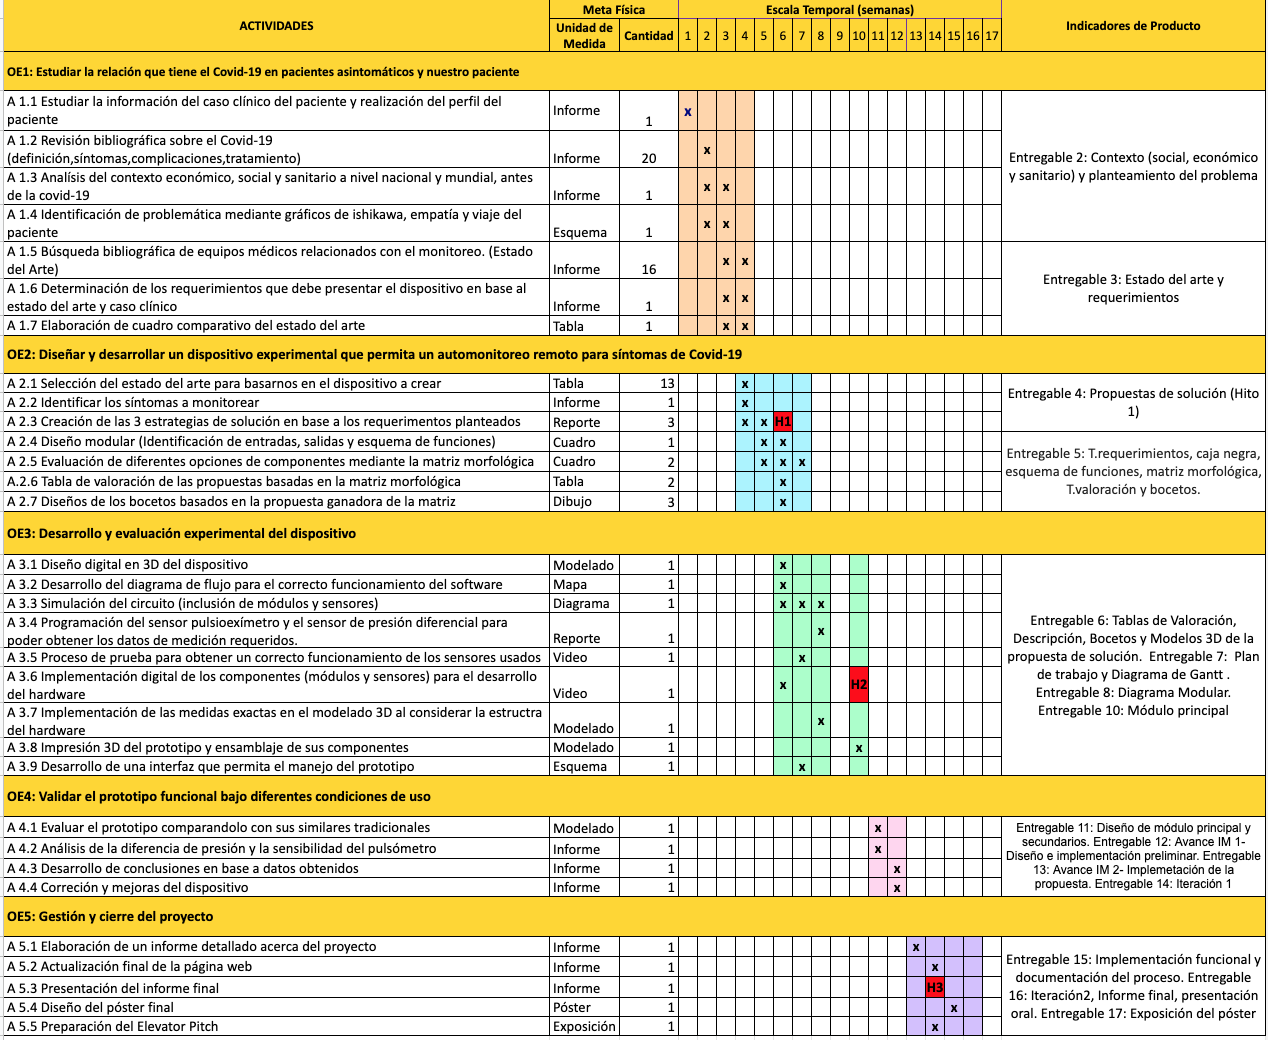 ACTIVIDADES
Meta Física
Escala Temporal (semanas)
Indicadores de Producto
Unidad de
Medida
Cantidad
1 2 3 4 5 6 7 8 9 10 11 12 13 14 15 16 17
OE1: Estudiar la relación que tiene el Covid-19 en pacientes asintomáticos y nuestro paciente
A 1.1 Estudiar la información del caso clínico del paciente y realización del perfil del
paciente
Informe
1
x
A 1.2 Revisión bibliográfica sobre el Covid-19
(definición,síntomas,complicaciones,tratamiento)
Informe
20
x
A 1.3 Analísis del contexto económico, social y sanitario a nivel nacional y mundial, antes
de la covid-19
Informe
1
x x
A 1.4 Identificación de problemática mediante gráficos de ishikawa, empatía y viaje del
paciente
Esquema
1
x x
Entregable 2: Contexto (social, económico
y sanitario) y planteamiento del problema
A 1.5 Búsqueda bibliográfica de equipos médicos relacionados con el monitoreo. (Estado
del Arte)
Informe
16
x x
A 1.6 Determinación de los requerimientos que debe presentar el dispositivo en base al
estado del arte y caso clínico
Informe
1
x x
A 1.7 Elaboración de cuadro comparativo del estado del arte
Tabla
1
x x
Entregable 3: Estado del arte y
requerimientos
OE2: Diseñar y desarrollar un dispositivo experimental que permita un automonitoreo remoto para síntomas de Covid-19
A 2.1 Selección del estado del arte para basarnos en el dispositivo a crear
Tabla
13
x
A 2.2 Identificar los síntomas a monitorear
Informe
1
x
A 2.3 Creación de las 3 estrategias de solución en base a los requerimentos planteados
Reporte
3
x x H1
Entregable 4: Propuestas de solución (Hito
1)
A 2.4 Diseño modular (Identificación de entradas, salidas y esquema de funciones)
Cuadro
1
x x
A 2.5 Evaluación de diferentes opciones de componentes mediante la matriz morfológica
Cuadro
2
x x x
A.2.6 Tabla de valoración de las propuestas basadas en la matriz morfológica
Tabla
2
x
A 2.7 Diseños de los bocetos basados en la propuesta ganadora de la matriz
Dibujo
3
x
Entregable 5: T.requerimientos, caja negra,
esquema de funciones, matriz morfológica,
T.valoración y bocetos.
OE3: Desarrollo y evaluación experimental del dispositivo
A 3.1 Diseño digital en 3D del dispositivo
Modelado
1
x
A 3.2 Desarrollo del diagrama de flujo para el correcto funcionamiento del software
Mapa
1
x
A 3.3 Simulación del circuito (inclusión de módulos y sensores)
Diagrama
1
x x x
A 3.4 Programación del sensor pulsioexímetro y el sensor de presión diferencial para
poder obtener los datos de medición requeridos.
Reporte
1
x
A 3.5 Proceso de prueba para obtener un correcto funcionamiento de los sensores usados
Video
1
x
A 3.6 Implementación digital de los componentes (módulos y sensores) para el desarrollo
del hardware
Video
1
x H2
A 3.7 Implementación de las medidas exactas en el modelado 3D al considerar la estructra
del hardware
Modelado
1
x
A 3.8 Impresión 3D del prototipo y ensamblaje de sus componentes
Modelado
1
x
A 3.9 Desarrollo de una interfaz que permita el manejo del prototipo
Esquema
1
x
Entregable 6: Tablas de Valoración,
Descripción, Bocetos y Modelos 3D de la
propuesta de solución. Entregable 7: Plan
de trabajo y Diagrama de Gantt .
Entregable 8: Diagrama Modular.
Entregable 10: Módulo principal
OE4: Validar el prototipo funcional bajo diferentes condiciones de uso
A 4.1 Evaluar el prototipo comparandolo con sus similares tradicionales
Modelado
1
x
A 4.2 Análisis de la diferencia de presión y la sensibilidad del pulsómetro
Informe
1
x
A 4.3 Desarrollo de conclusiones en base a datos obtenidos
Informe
1
x
A 4.4 Correción y mejoras del dispositivo
Informe
1
x
Entregable 11: Diseño de módulo principal y
secundarios. Entregable 12: Avance IM 1-
Diseño e implementación preliminar. Entregable
13: Avance IM 2- Implemetación de la
propuesta. Entregable 14: Iteración 1
OE5: Gestión y cierre del proyecto
A 5.1 Elaboración de un informe detallado acerca del proyecto
Informe
1
x
A 5.2 Actualización final de la página web
Informe
1
x
A 5.3 Presentación del informe final
Informe
1
H3
A 5.4 Diseño del póster final
Póster
1
x
A 5.5 Preparación del Elevator Pitch
Exposición
1
x
Entregable 15: Implementación funcional y
documentación del proceso. Entregable
16: Iteración2, Informe final, presentación
oral. Entregable 17: Exposición del póster